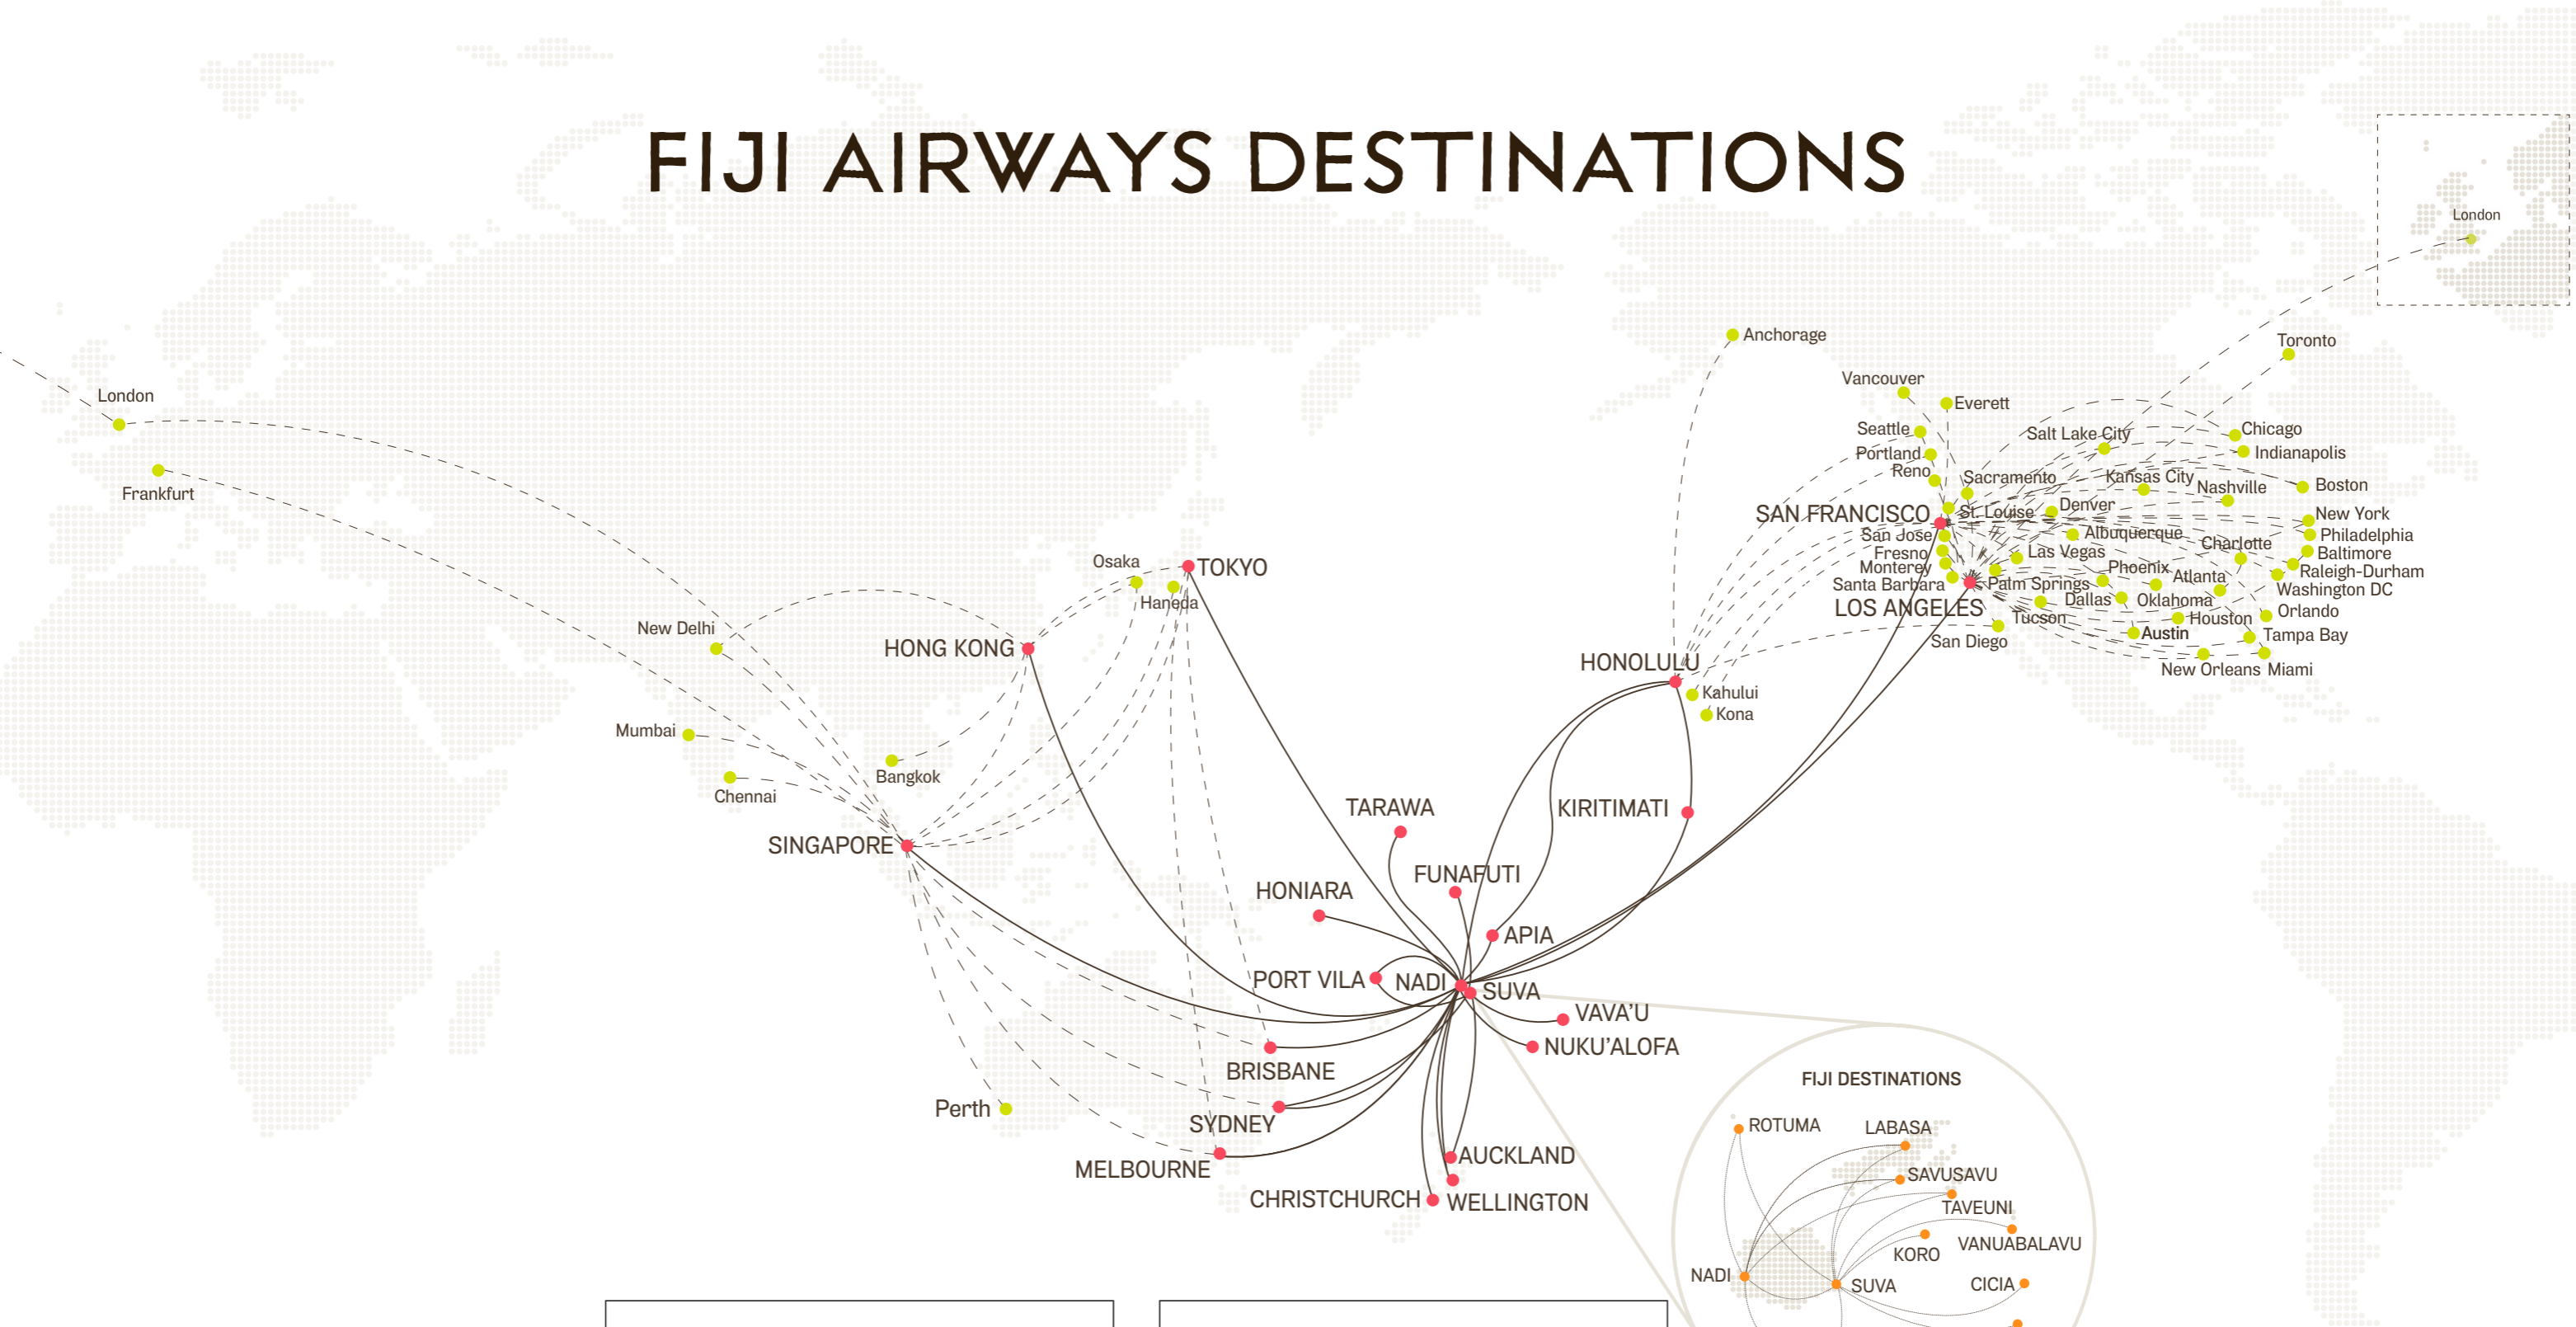 FIJI AIRWAYS DESTINATIONS
London
London
Frankfurt
New Delhi
Mumbai
Chennai
Bangkok
HONG KONG
Osaka
Haneda
TOKYO
SINGAPORE
Perth
Anchorage
Vancouver
Everett
Seattle
Portland
Reno
Sacramento
SAN FRANCISCO
St. Louise
San Jose
Fresno
Monterey
Santa Barbara
LOS ANGELES
Palm Springs
San Diego
Tucson
Las Vegas
Salt Lake City
Kansas City
Denver
Albuquerque
Phoenix
Dallas
Oklahoma
Atlanta
Charlotte
Nashville
Houston
Austin
New Orleans
Miami
Tampa Bay
Orlando
Washington DC
Raleigh-Durham
Baltimore
Philadelphia
New York
Boston
Indianapolis
Chicago
Toronto
HONOLULU
Kahului
Kona
KIRITIMATI
TARAWA
FUNAFUTI
HONIARA
APIA
PORT VILA
NADI
SUVA
VAVA'U
NUKU'ALOFA
BRISBANE
SYDNEY
MELBOURNE
AUCKLAND
CHRISTCHURCH
WELLINGTON
FIJI DESTINATIONS
ROTUMA
LABASA
SAVUSAVU
TAVEUNI
VANUABALAVU
KORO
NADI
SUVA
CICIA